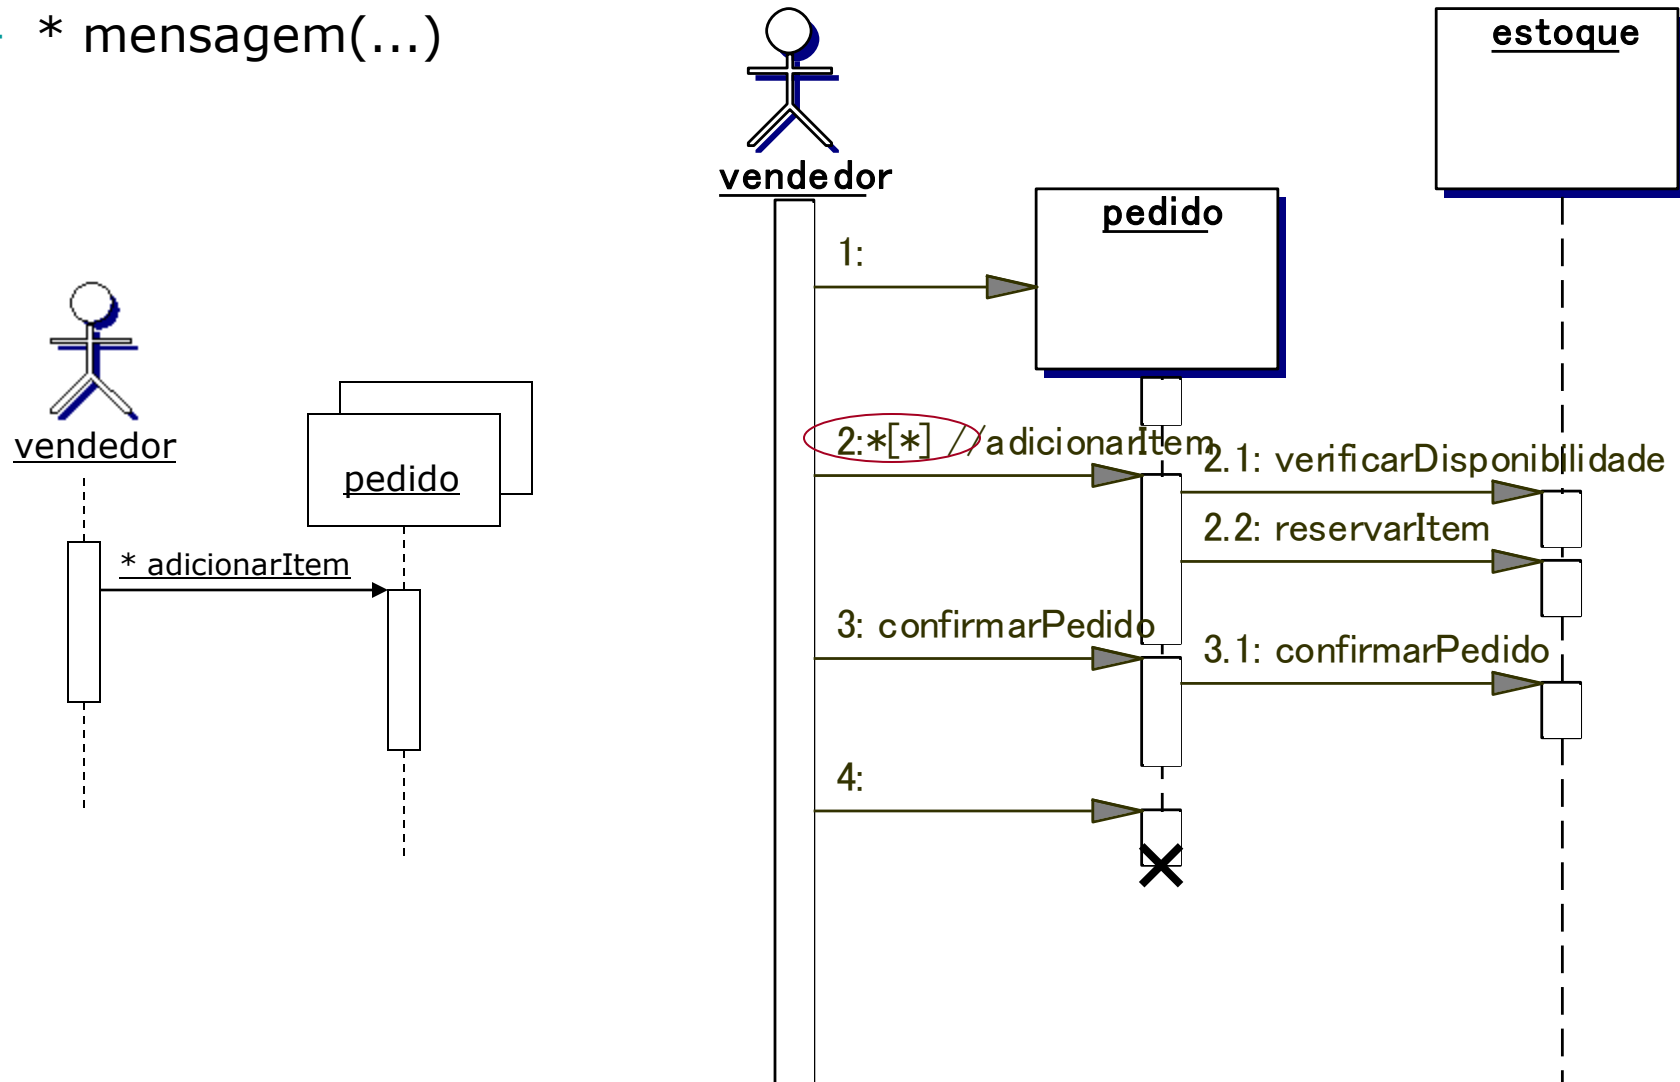 * mensagem(...)
vendedor
pedido
* adicionarItem
vendedor
pedido
estoque
1:
2:*[*] //adicionarItem
2.1: verificarDisponibilidade
2.2: reservarItem
3: confirmarPedido
3.1: confirmarPedido
4: